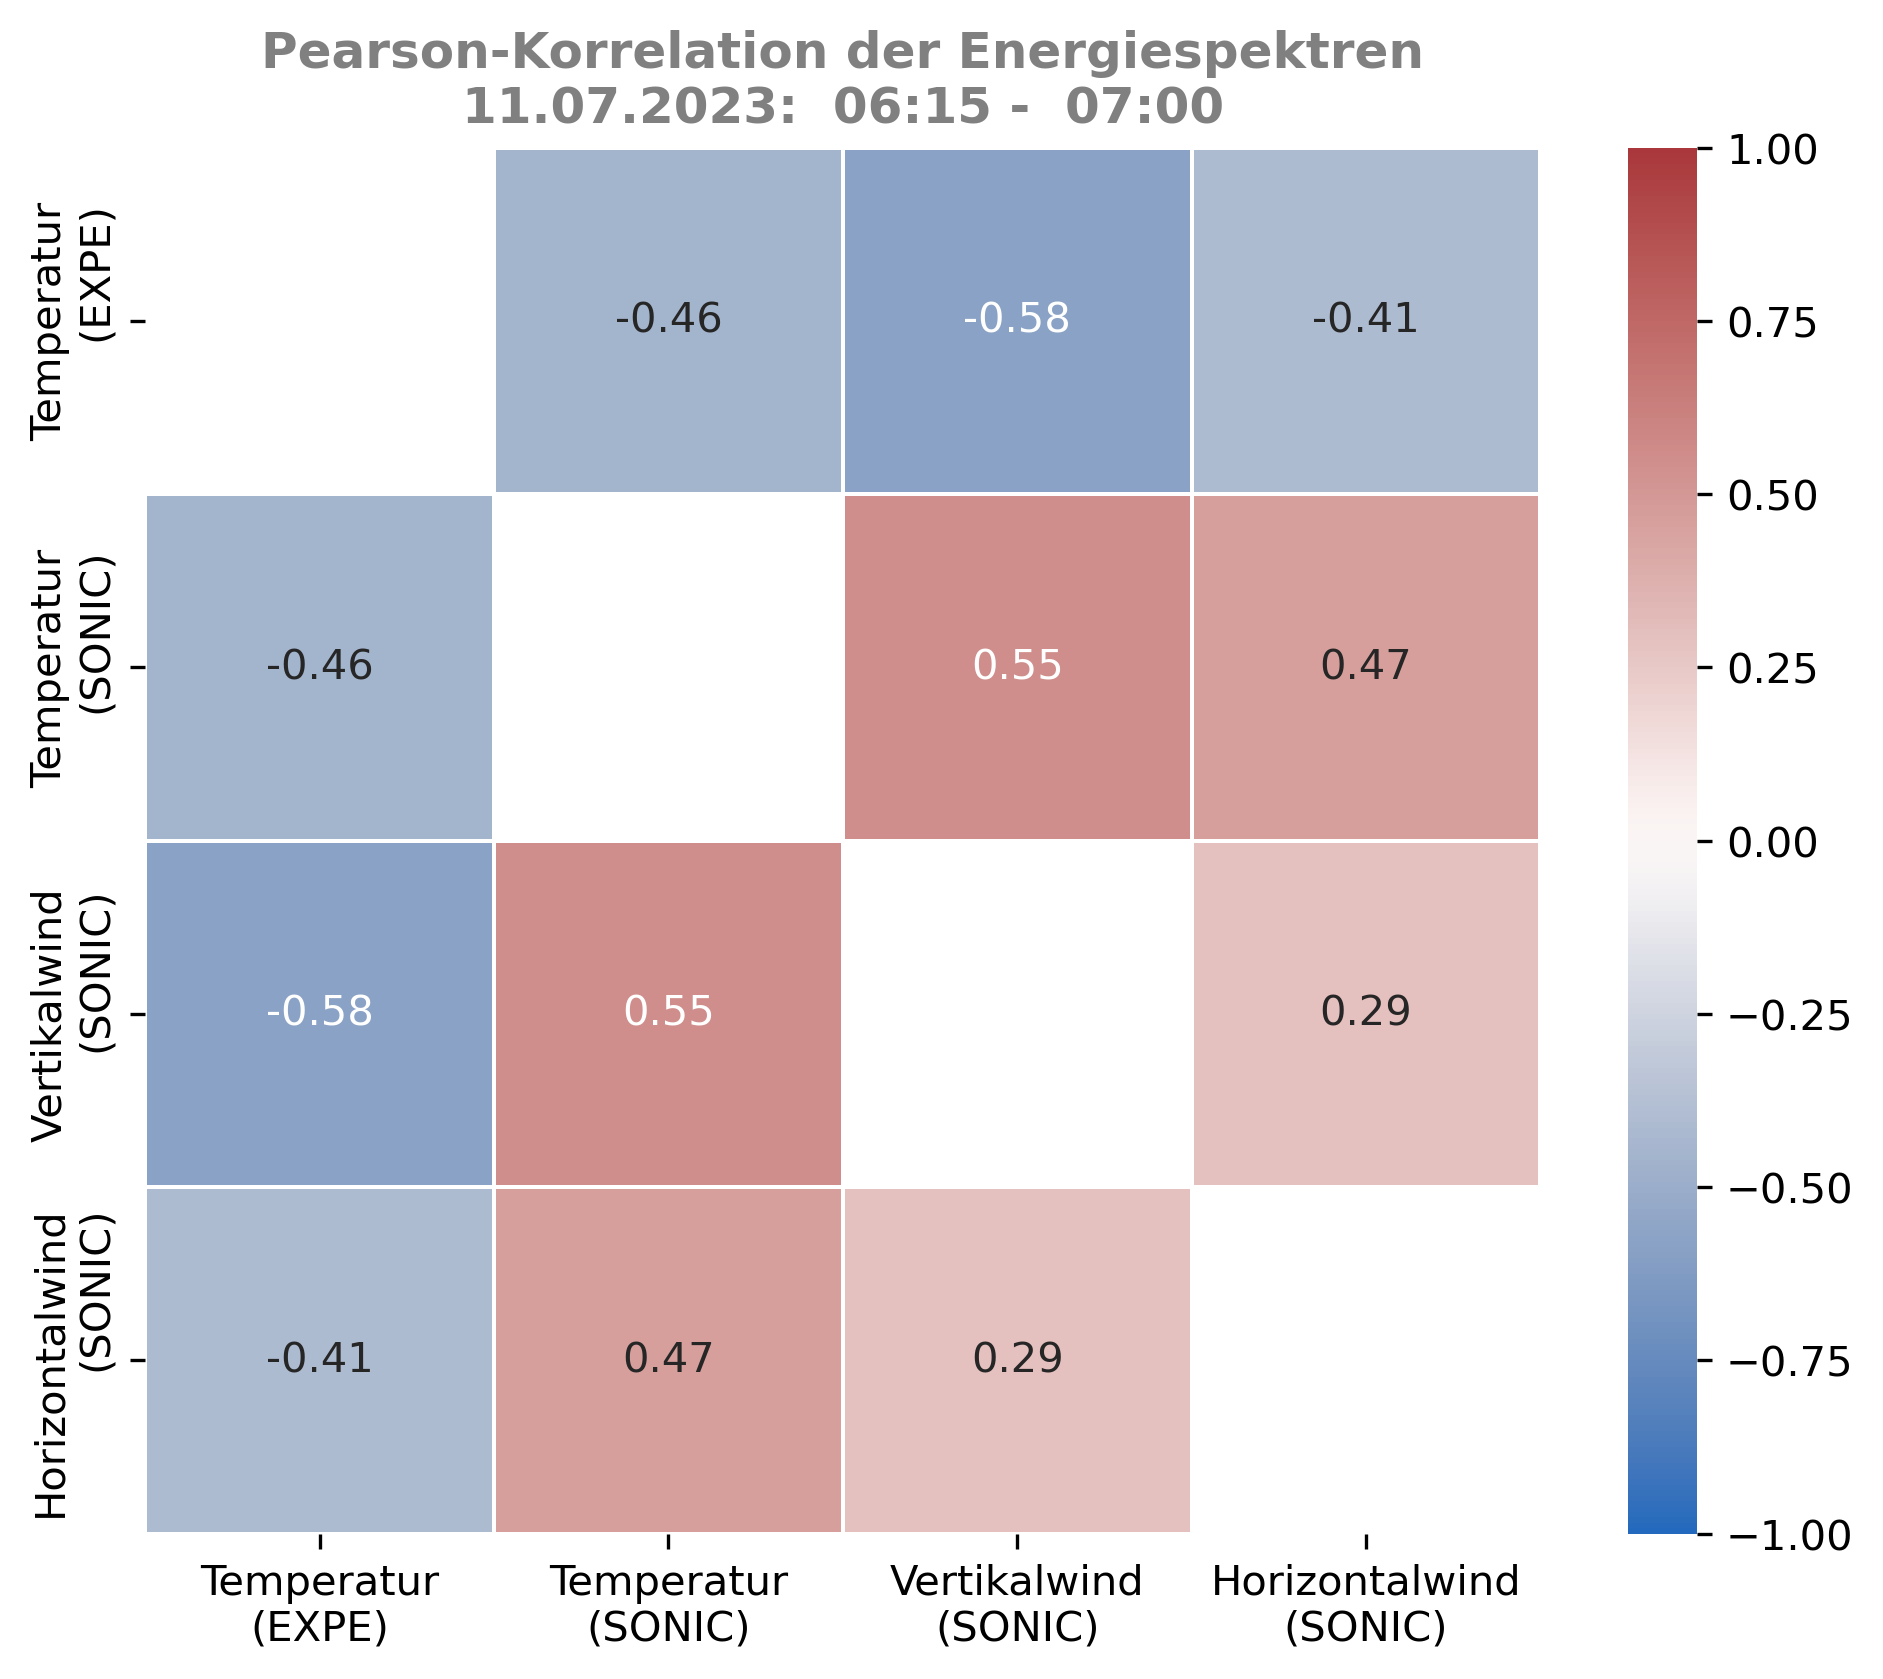 Pearson-Korrelation der Energiespektren
11.07.2023:  06:15 -  07:00
Temperatur
(EXPE)
-0.46
-0.58
-0.41
Temperatur
(SONIC)
-0.46
0.55
0.47
Vertikalwind
(SONIC)
-0.58
0.55
0.29
Horizontalwind
(SONIC)
-0.41
0.47
0.29
Temperatur
(EXPE)
Temperatur
(SONIC)
Vertikalwind
(SONIC)
Horizontalwind
(SONIC)
1.00
0.75
0.50
0.25
0.00
−0.25
−0.50
−0.75
−1.00